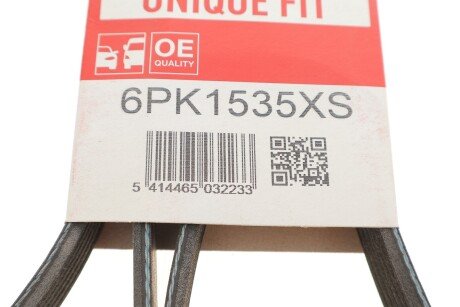 UNIQUE FIT
OE
QUALITY
6PK1535XS
5 414465 032233